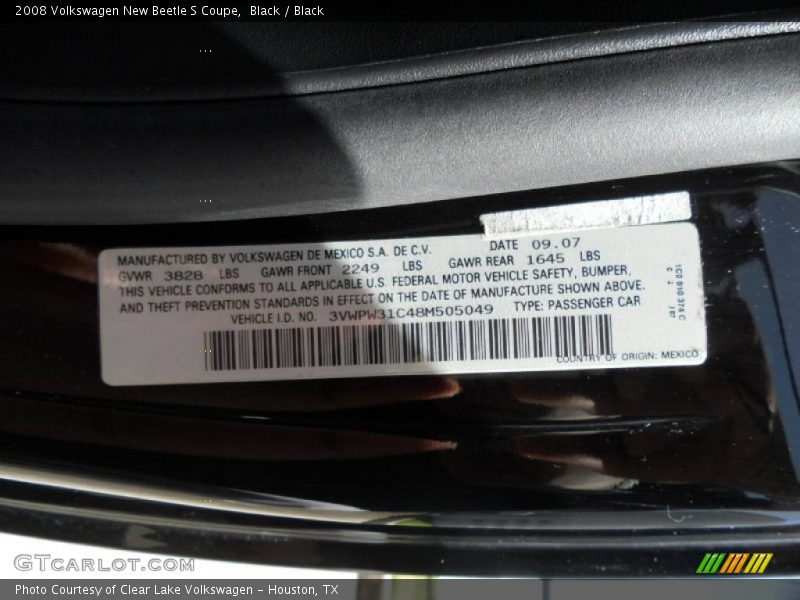 2008 Volkswagen New Beetle S Coupe,  Black / Black
MANUFACTURED BY VOLKSWAGEN DE MEXICO S.A. DE C.V. DATE 09.07
GVWR 3828 LBS GAWR FRONT 2249 LBS GAWR REAR 1645 LBS
THIS VEHICLE CONFORMS TO ALL APPLICABLE U.S. FEDERAL MOTOR VEHICLE SAFETY, BUMPER,
AND THEFT PREVENTION STANDARDS IN EFFECT ON THE DATE OF MANUFACTURE SHOWN ABOVE.
VEHICLE I.D. NO. 3VWPW31C48M505049 TYPE: PASSENGER CAR
COUNTRY OF ORIGIN: MEXICO
1C0 010 374 C
GTCARLOT.COM
Photo Courtesy of Clear Lake Volkswagen – Houston, TX